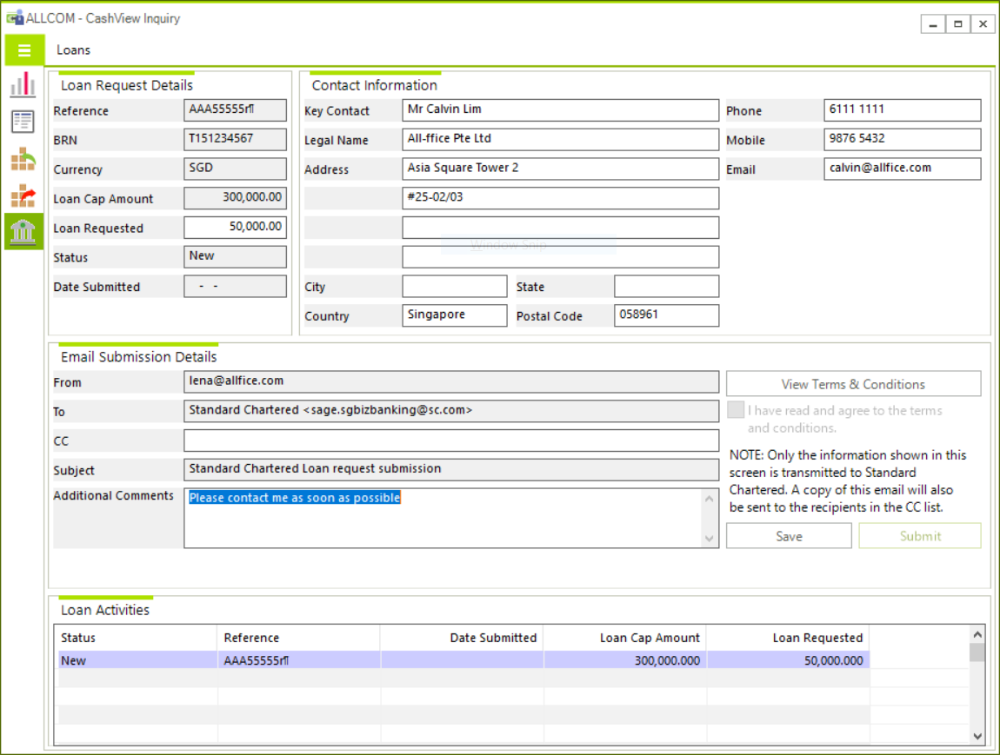 ALLCOM - CashView Inquiry
Loans
Loan Request Details
Reference AAA55555r¶
BRN T151234567
Currency SGD
Loan Cap Amount 300,000.00
Loan Requested 50,000.00
Status New
Date Submitted - -
Contact Information
Key Contact Mr Calvin Lim
Legal Name All-ffice Pte Ltd
Address Asia Square Tower 2
#25-02/03
Window Snip
City State
Country Singapore Postal Code 058961
Phone 6111 1111
Mobile 9876 5432
Email calvin@allfice.com
Email Submission Details
From lena@allfice.com
To Standard Chartered <sage.sgbizbanking@sc.com>
CC
Subject Standard Chartered Loan request submission
Additional Comments Please contact me as soon as possible
View Terms & Conditions
I have read and agree to the terms
and conditions.
NOTE: Only the information shown in this
screen is transmitted to Standard
Chartered. A copy of this email will also
be sent to the recipients in the CC list.
Save Submit
Loan Activities
Status Reference Date Submitted Loan Cap Amount Loan Requested
New AAA55555r¶ 300,000.000 50,000.000